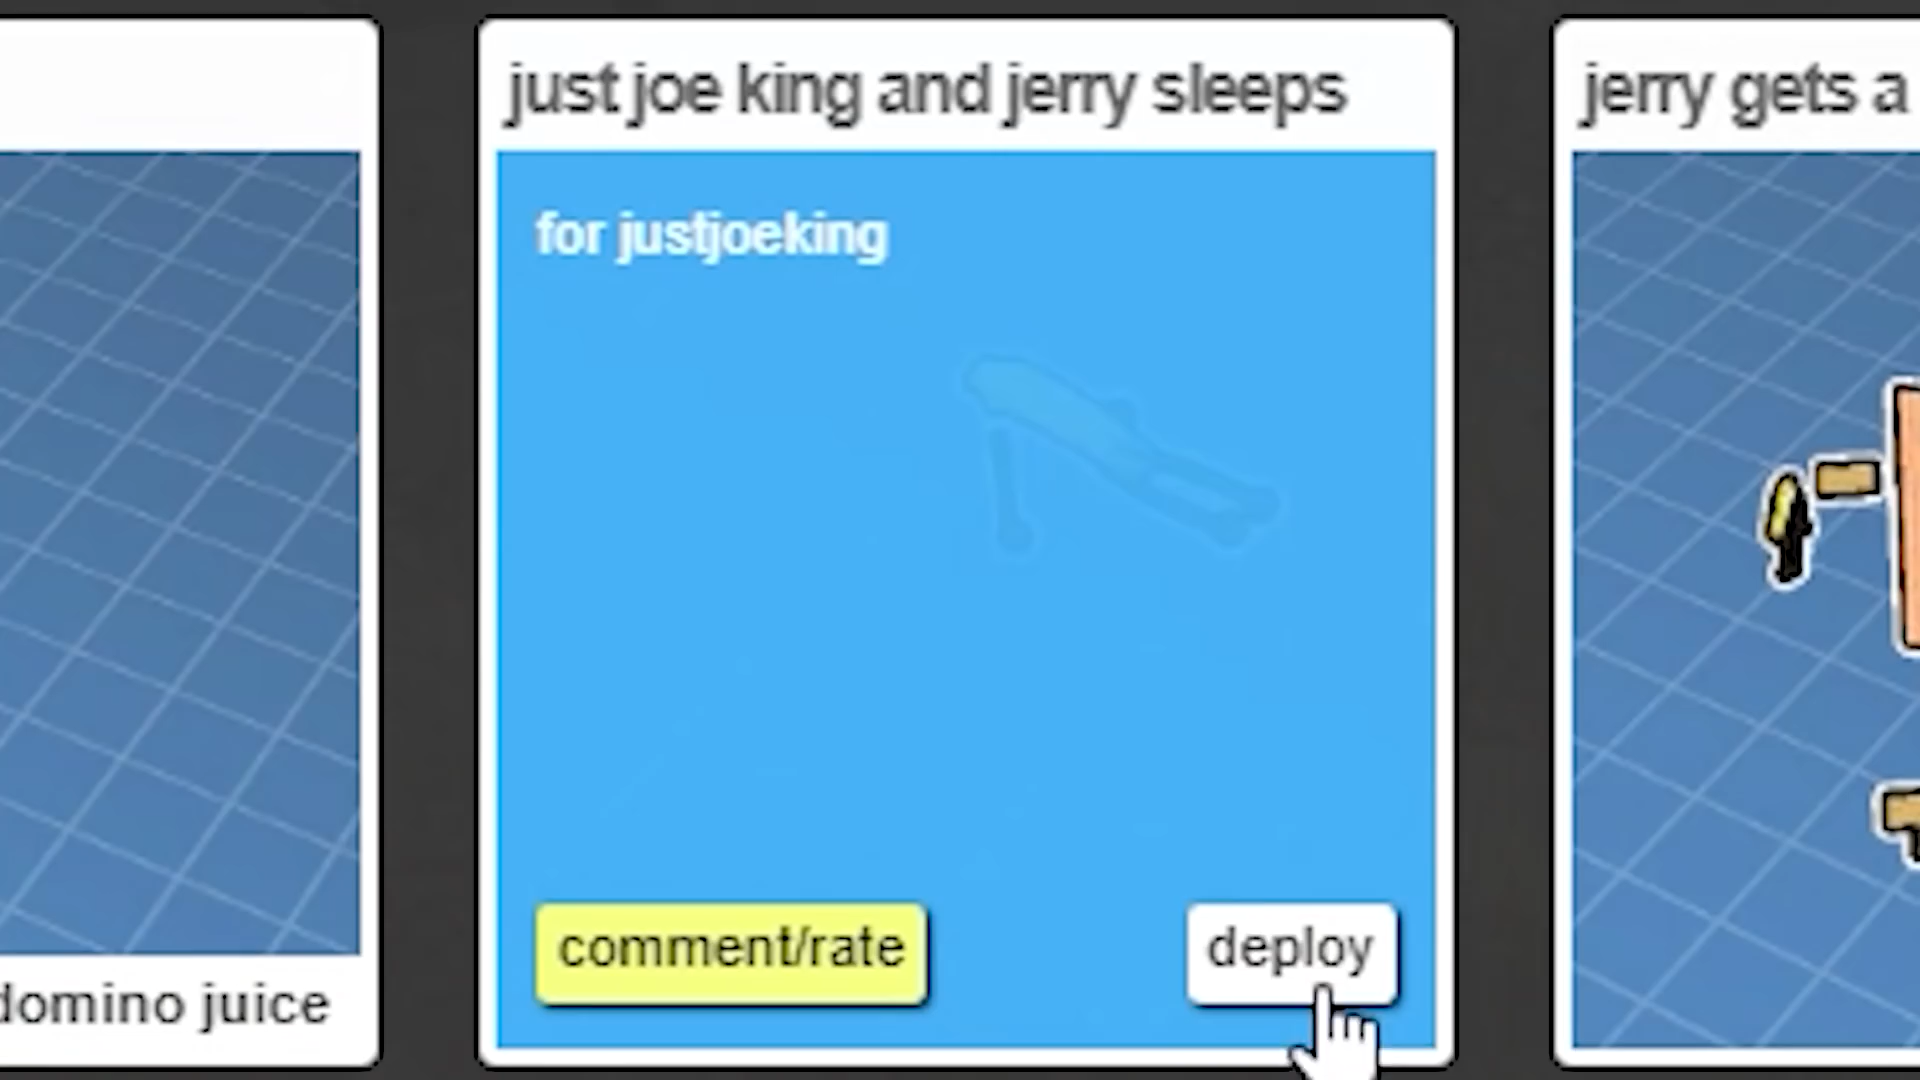 just joe king and jerry sleeps
jerry gets a
for justjoeking
comment/rate
deploy
domino juice